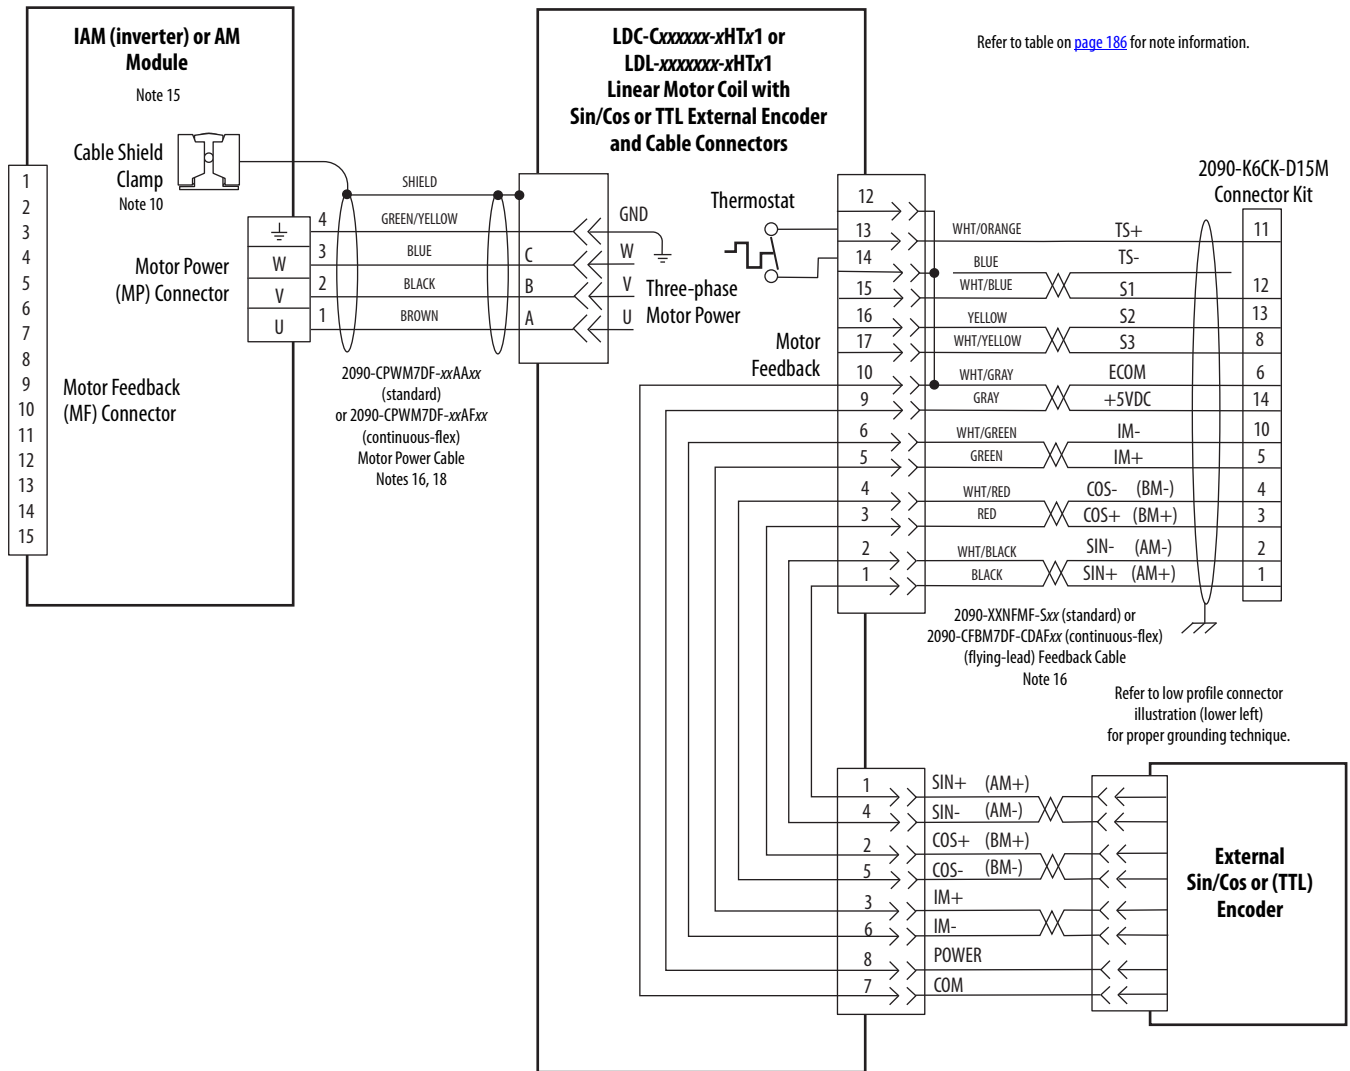 IAM (inverter) or AM
Module
Note 15
Cable Shield
Clamp
Note 10
1
2
3
4
5
6
7
8
9
10
11
12
13
14
15
Motor Power
(MP) Connector
Motor Feedback
(MF) Connector
W
V
U
4
3
2
1
SHIELD
GREEN/YELLOW
BLUE
BLACK
BROWN
C
B
A
2090-CPWM7DF-xxAAxx
(standard)
or 2090-CPWM7DF-xxAFxx
(continuous-flex)
Motor Power Cable
Notes 16, 18
LDC-Cxxxxxx-xHTx1 or
LDL-xxxxxxx-xHTx1
Linear Motor Coil with
Sin/Cos or TTL External Encoder
and Cable Connectors
GND
W
V
U
Three-phase
Motor Power
Thermostat
Motor
Feedback
12
13
14
15
16
17
10
9
6
5
4
3
2
1
Refer to table on page 186 for note information.
2090-K6CK-D15M
Connector Kit
WHT/ORANGE TS+ 11
BLUE TS-
WHT/BLUE S1 12
YELLOW S2 13
WHT/YELLOW S3 8
WHT/GRAY ECOM 6
GRAY +5VDC 14
WHT/GREEN IM- 10
GREEN IM+ 5
WHT/RED COS- (BM-) 4
RED COS+ (BM+) 3
WHT/BLACK SIN- (AM-) 2
BLACK SIN+ (AM+) 1
2090-XXNFMF-Sxx (standard) or
2090-CFBM7DF-CDAFxx (continuous-flex)
(flying-lead) Feedback Cable
Note 16
Refer to low profile connector
illustration (lower left)
for proper grounding technique.
1 SIN+ (AM+)
4 SIN- (AM-)
2 COS+ (BM+)
5 COS- (BM-)
3 IM+
6 IM-
8 POWER
7 COM
External
Sin/Cos or (TTL)
Encoder